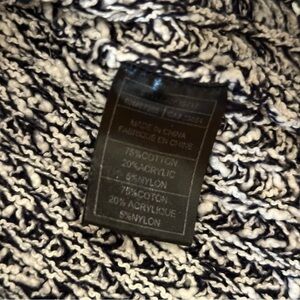 MADE IN CHINA
FABRIQUÉ EN CHINE
75%COTTON
20%ACRYLIC
5%NYLON
75%COTON
20% ACRYLIQUE
5%NYLON